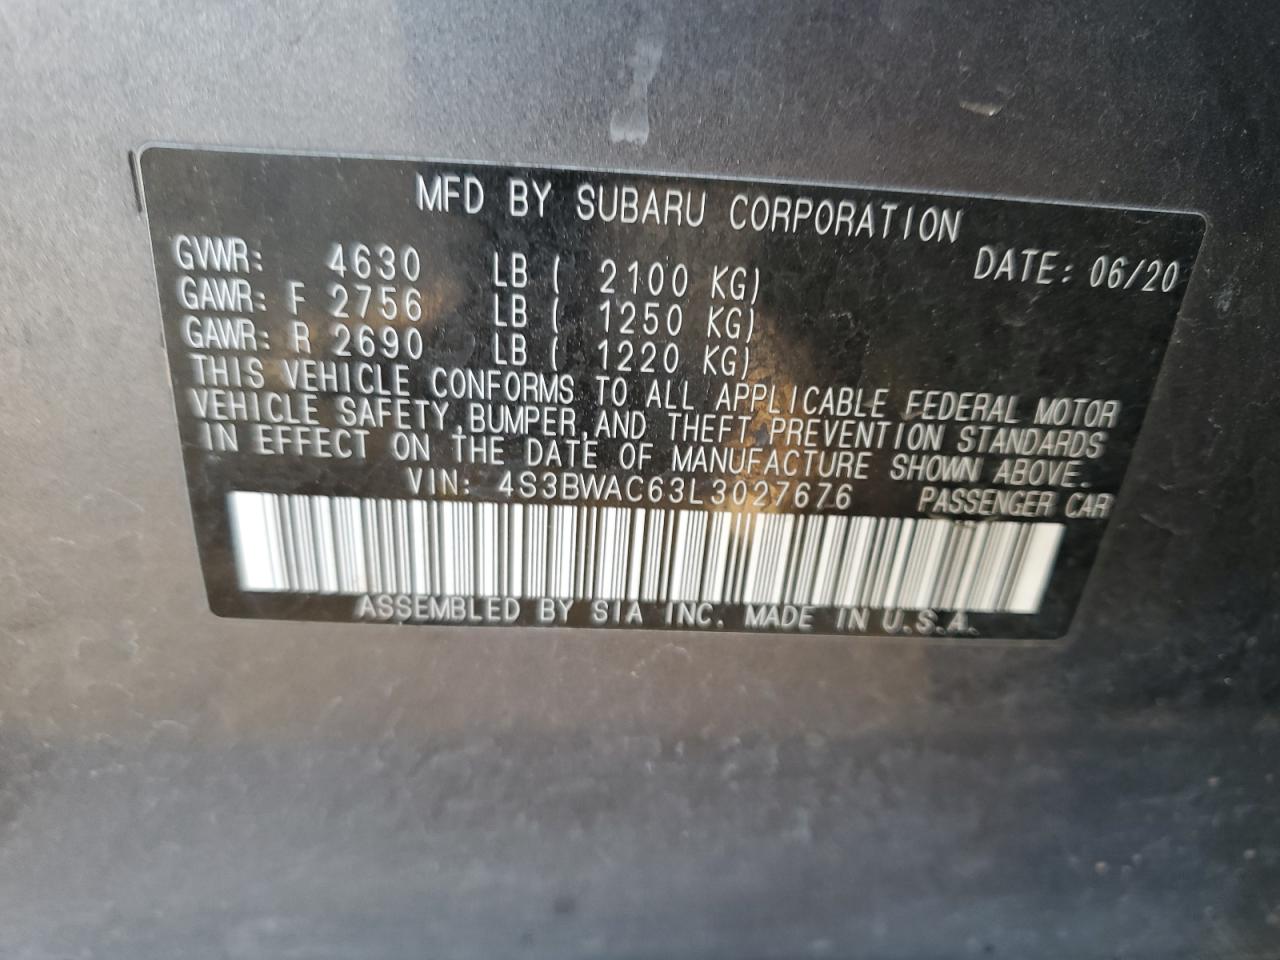 MFD BY SUBARU CORPORATION
DATE: 06/20
GVWR: 4630 LB ( 2100 KG)
GAWR: F 2756 LB ( 1250 KG)
GAWR: R 2690 LB ( 1220 KG)
THIS VEHICLE CONFORMS TO ALL APPLICABLE FEDERAL MOTOR
VEHICLE SAFETY,BUMPER,AND THEFT PREVENTION STANDARDS
IN EFFECT ON THE DATE OF MANUFACTURE SHOWN ABOVE.
VIN: 4S3BWAC63L3027676 PASSENGER CAR
ASSEMBLED BY SIA INC. MADE IN U.S.A.